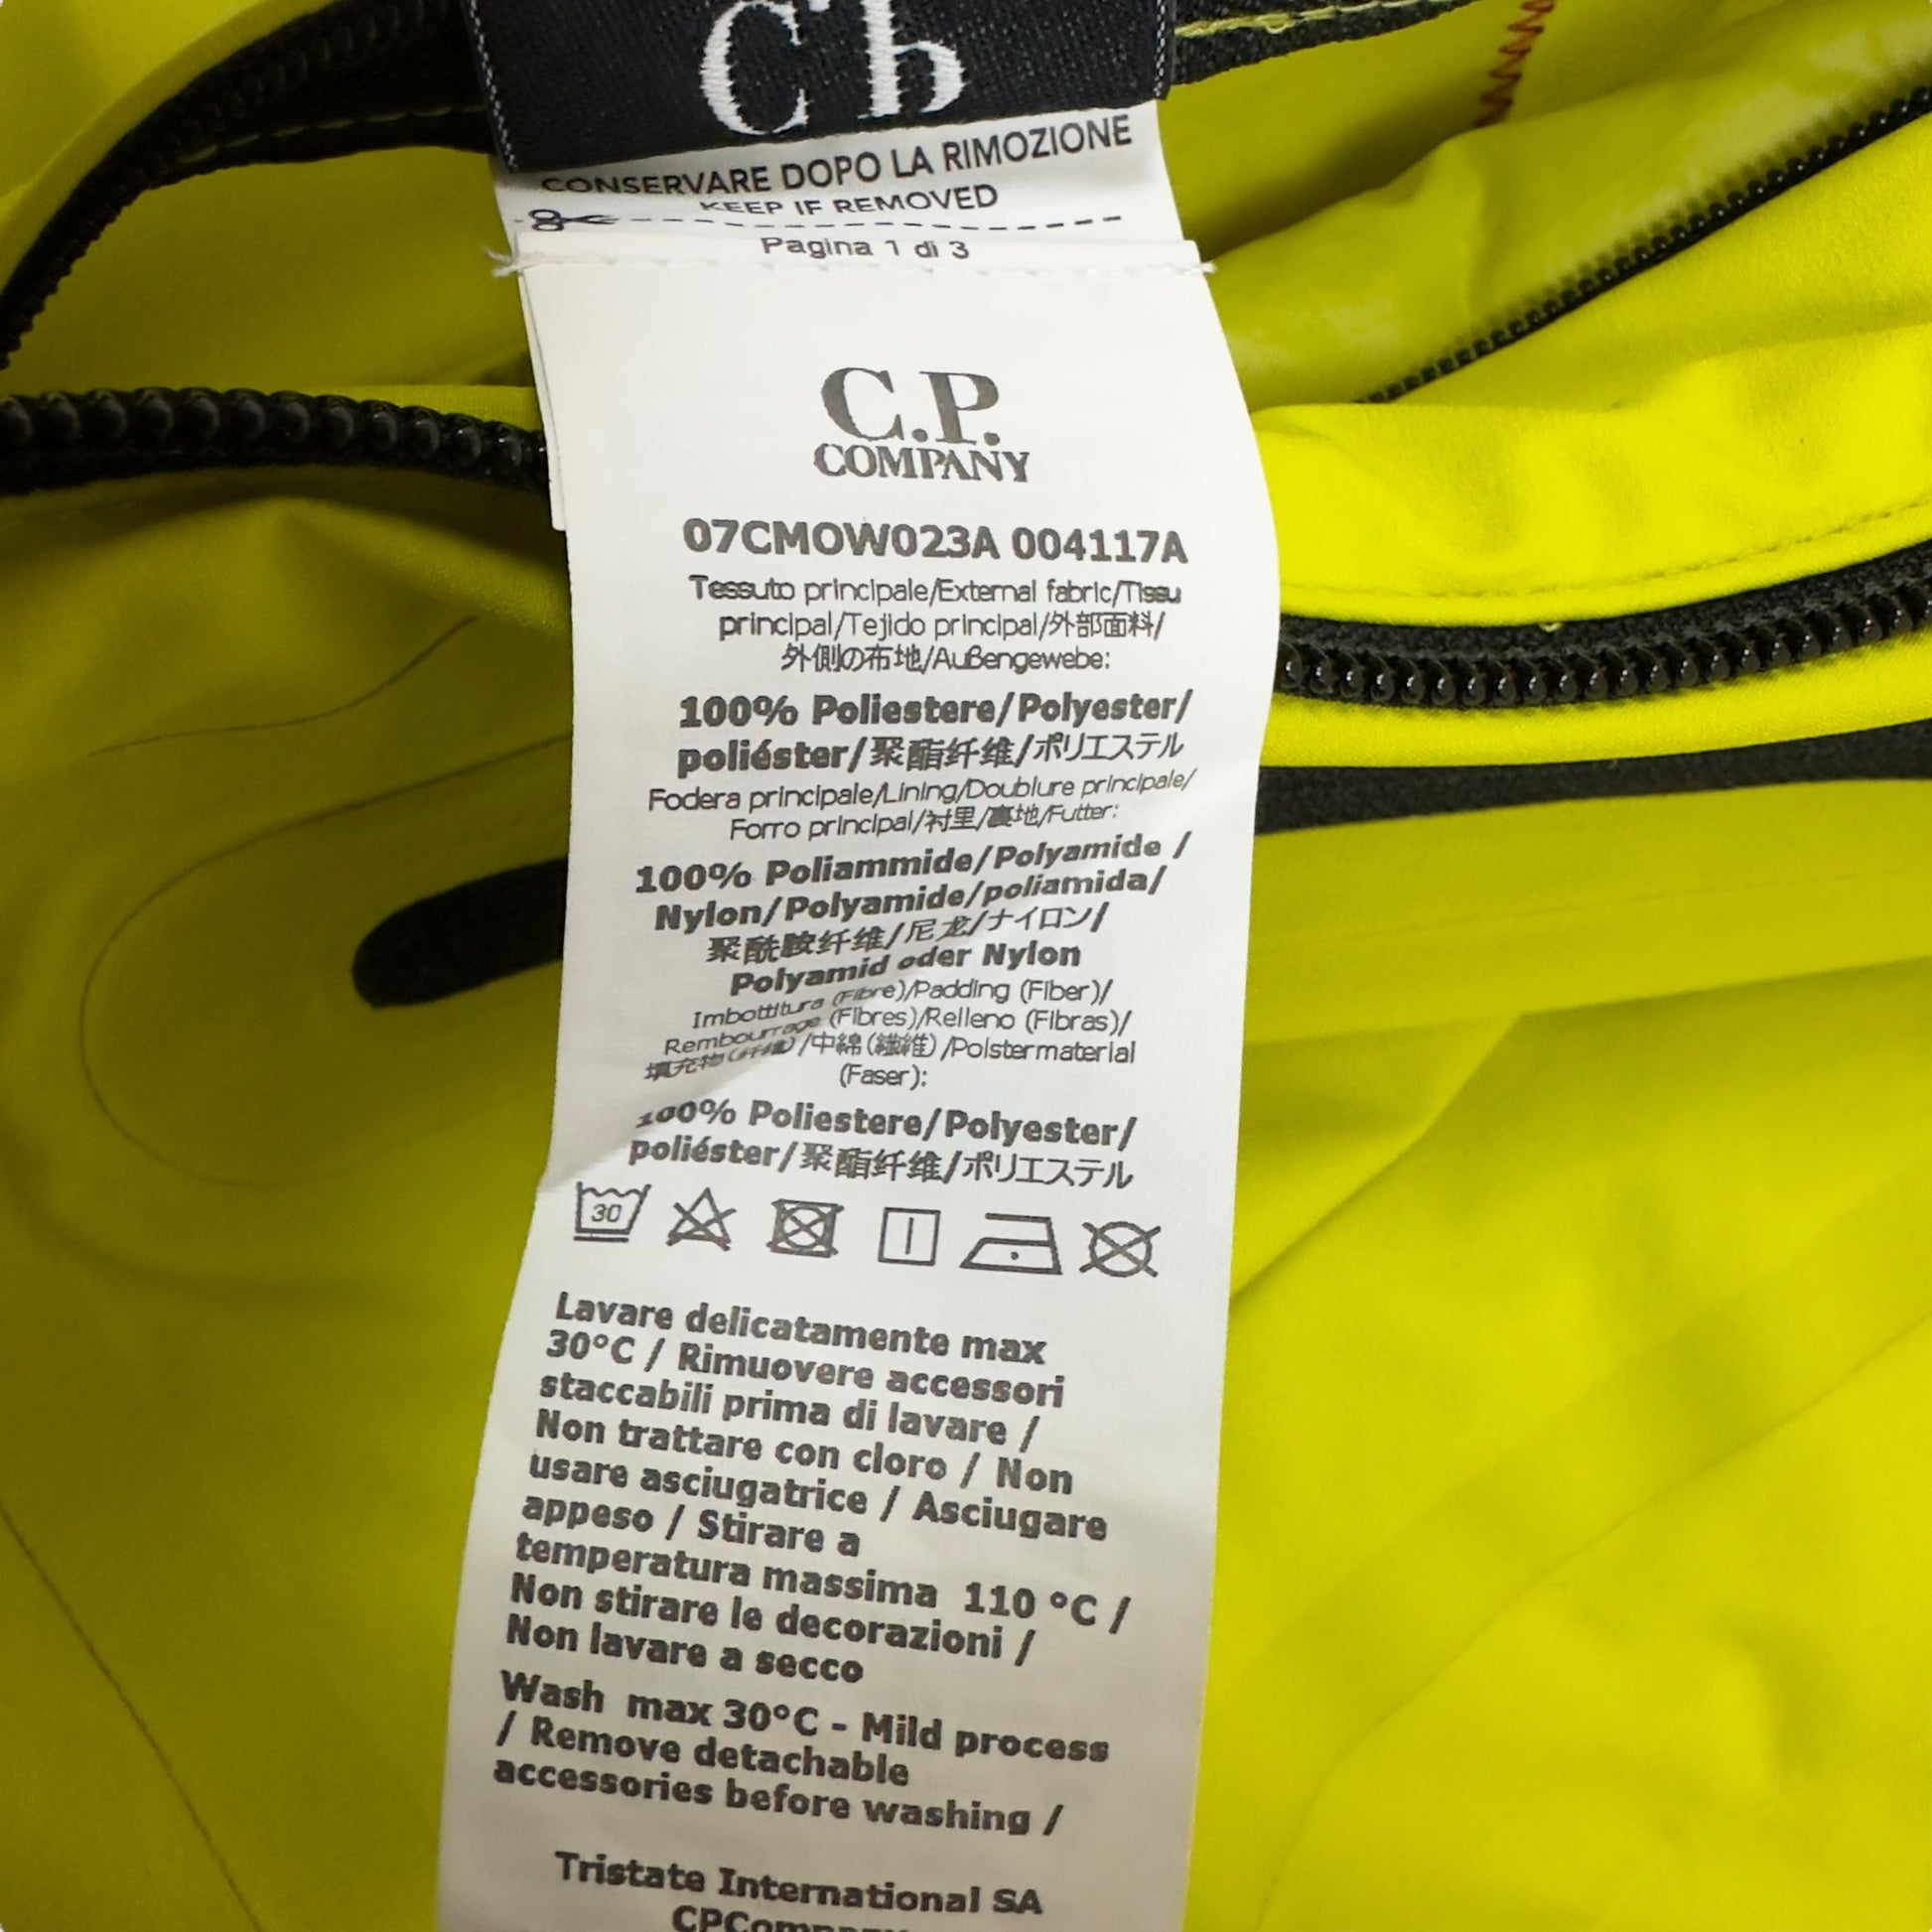 CONSERVARE DOPO LA RIMOZIONE
KEEP IF REMOVED
Pagina 1 di 3
C.P.
COMPANY
07CMOW023A 004117A
Tessuto principale/External fabric/Tissu
principal/Tejido principal/外部面料/
外側の布地/Außengewebe:
100% Poliestere/Polyester/
poliéster/聚酯纤维/ポリエステル
Fodera principale/Lining/Doublure principale/
Forro principal/衬里/裏地/Futter:
100% Poliammide/Polyamide /
Nylon/Polyamide/poliamida/
聚酰胺纤维/尼龙/ナイロン/
Polyamid oder Nylon
Imbottitura (Fibre)/Padding (Fiber)/
Rembourrage (Fibres)/Relleno (Fibras)/
填充物(纤维)/中綿(繊維)/Polstermaterial
(Faser):
100% Poliestere/Polyester/
poliéster/聚酯纤维/ポリエステル
30
Lavare delicatamente max
30°C / Rimuovere accessori
staccabili prima di lavare /
Non trattare con cloro / Non
usare asciugatrice / Asciugare
appeso / Stirare a
temperatura massima 110 °C /
Non stirare le decorazioni /
Non lavare a secco
Wash max 30°C - Mild process
/ Remove detachable
accessories before washing /
Tristate International SA